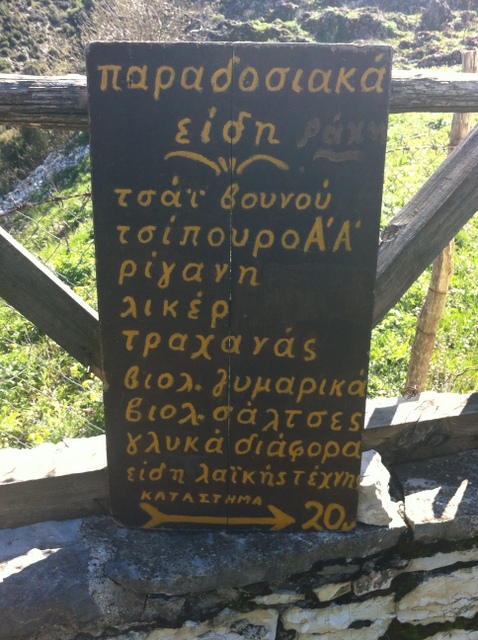 παραδοσιακά
είδη ράκη
τσάϊ βουνού
τσίπουρο Α΄Α΄
ρίγανη
λικέρ
τραχανάς
βιολ. ζυμαρικά
βιολ. σάλτσες
γλυκά διάφορα
είδη λαϊκής τέχνης
ΚΑΤΑΣΤΗΜΑ
20μ